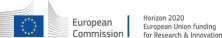 European
Commission
Horizon 2020
European Union funding
for Research & Innovation